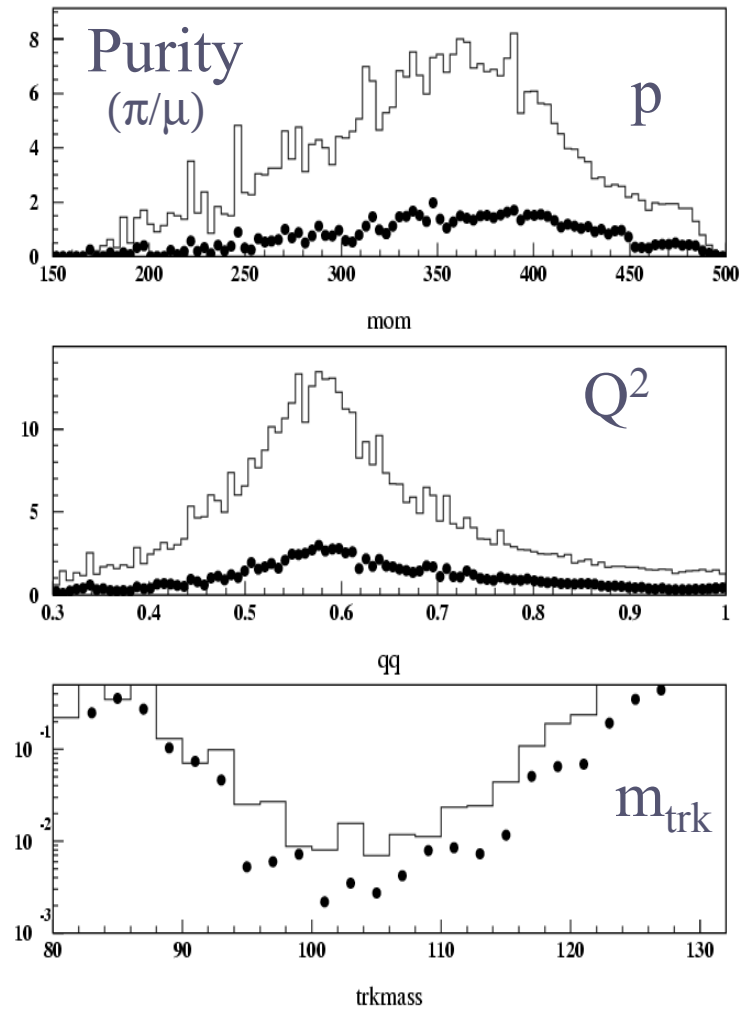 Purity
(π/μ)
p
8
6
4
2
0
150 200 250 300 350 400 450 500
mom
Q²
10
5
0
0.3 0.4 0.5 0.6 0.7 0.8 0.9 1
qq
m_trk
10⁻¹
10⁻²
10⁻³
80 90 100 110 120 130
trkmass